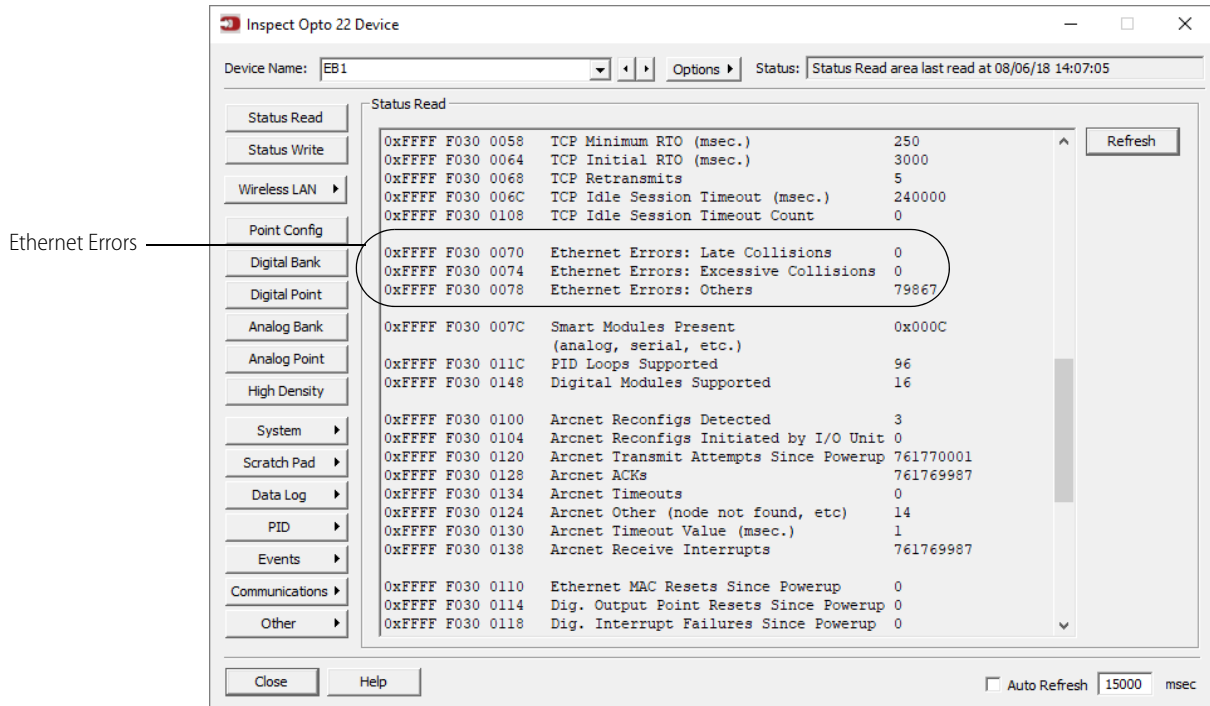 Inspect Opto 22 Device
Device Name: EB1 Options Status: Status Read area last read at 08/06/18 14:07:05
Status Read
Status Write
Wireless LAN
Point Config
Digital Bank
Digital Point
Analog Bank
Analog Point
High Density
System
Scratch Pad
Data Log
PID
Events
Communications
Other
Ethernet Errors
Status Read
0xFFFF F030 0058 TCP Minimum RTO (msec.) 250
0xFFFF F030 0064 TCP Initial RTO (msec.) 3000
0xFFFF F030 0068 TCP Retransmits 5
0xFFFF F030 006C TCP Idle Session Timeout (msec.) 240000
0xFFFF F030 0108 TCP Idle Session Timeout Count 0
0xFFFF F030 0070 Ethernet Errors: Late Collisions 0
0xFFFF F030 0074 Ethernet Errors: Excessive Collisions 0
0xFFFF F030 0078 Ethernet Errors: Others 79867
0xFFFF F030 007C Smart Modules Present 0x000C
(analog, serial, etc.)
0xFFFF F030 011C PID Loops Supported 96
0xFFFF F030 0148 Digital Modules Supported 16
0xFFFF F030 0100 Arcnet Reconfigs Detected 3
0xFFFF F030 0104 Arcnet Reconfigs Initiated by I/O Unit 0
0xFFFF F030 0120 Arcnet Transmit Attempts Since Powerup 761770001
0xFFFF F030 0128 Arcnet ACKs 761769987
0xFFFF F030 0134 Arcnet Timeouts 0
0xFFFF F030 0124 Arcnet Other (node not found, etc) 14
0xFFFF F030 0130 Arcnet Timeout Value (msec.) 1
0xFFFF F030 0138 Arcnet Receive Interrupts 761769987
0xFFFF F030 0110 Ethernet MAC Resets Since Powerup 0
0xFFFF F030 0114 Dig. Output Point Resets Since Powerup 0
0xFFFF F030 0118 Dig. Interrupt Failures Since Powerup 0
Refresh
Close Help Auto Refresh 15000 msec